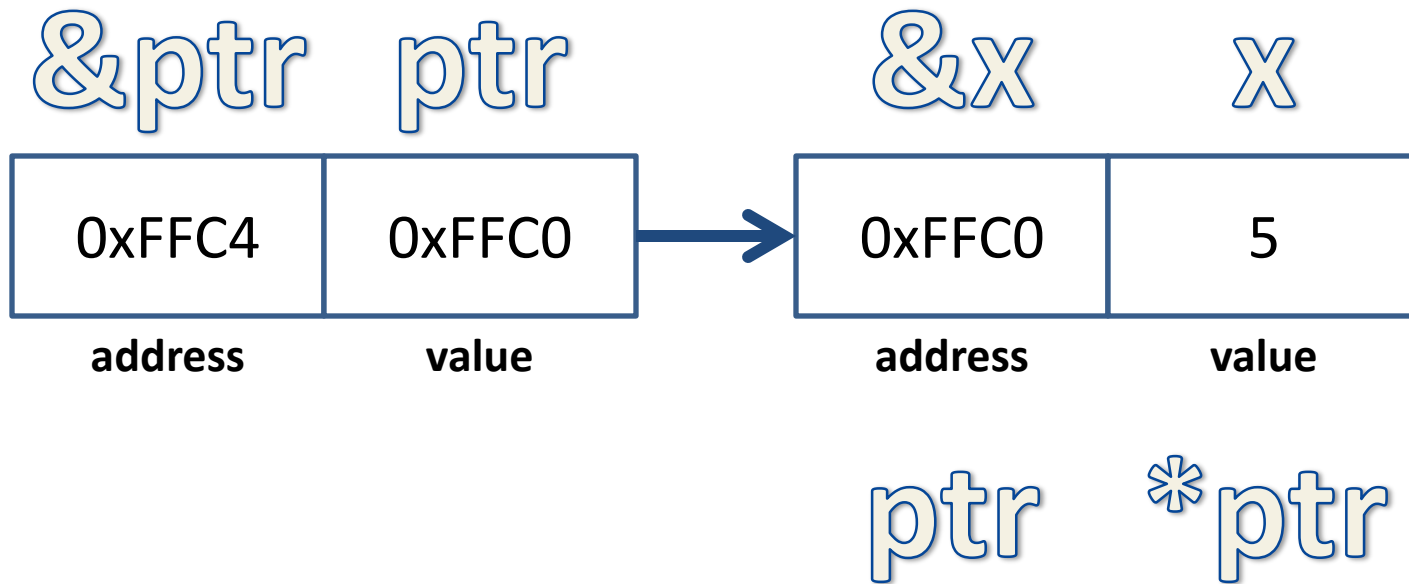 &ptr ptr &x x
0xFFC4 0xFFC0 0xFFC0 5
address value address value
ptr *ptr